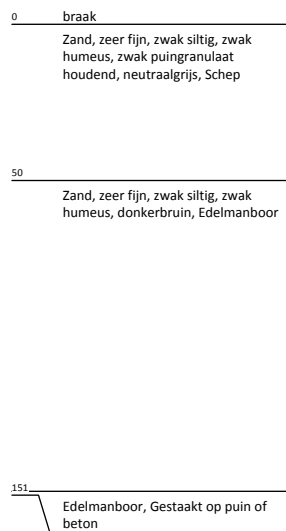 0 braak
Zand, zeer fijn, zwak siltig, zwak
humeus, zwak puingranulaat
houdend, neutraalgrijs, Schep
50
Zand, zeer fijn, zwak siltig, zwak
humeus, donkerbruin, Edelmanboor
151
Edelmanboor, Gestaakt op puin of
beton